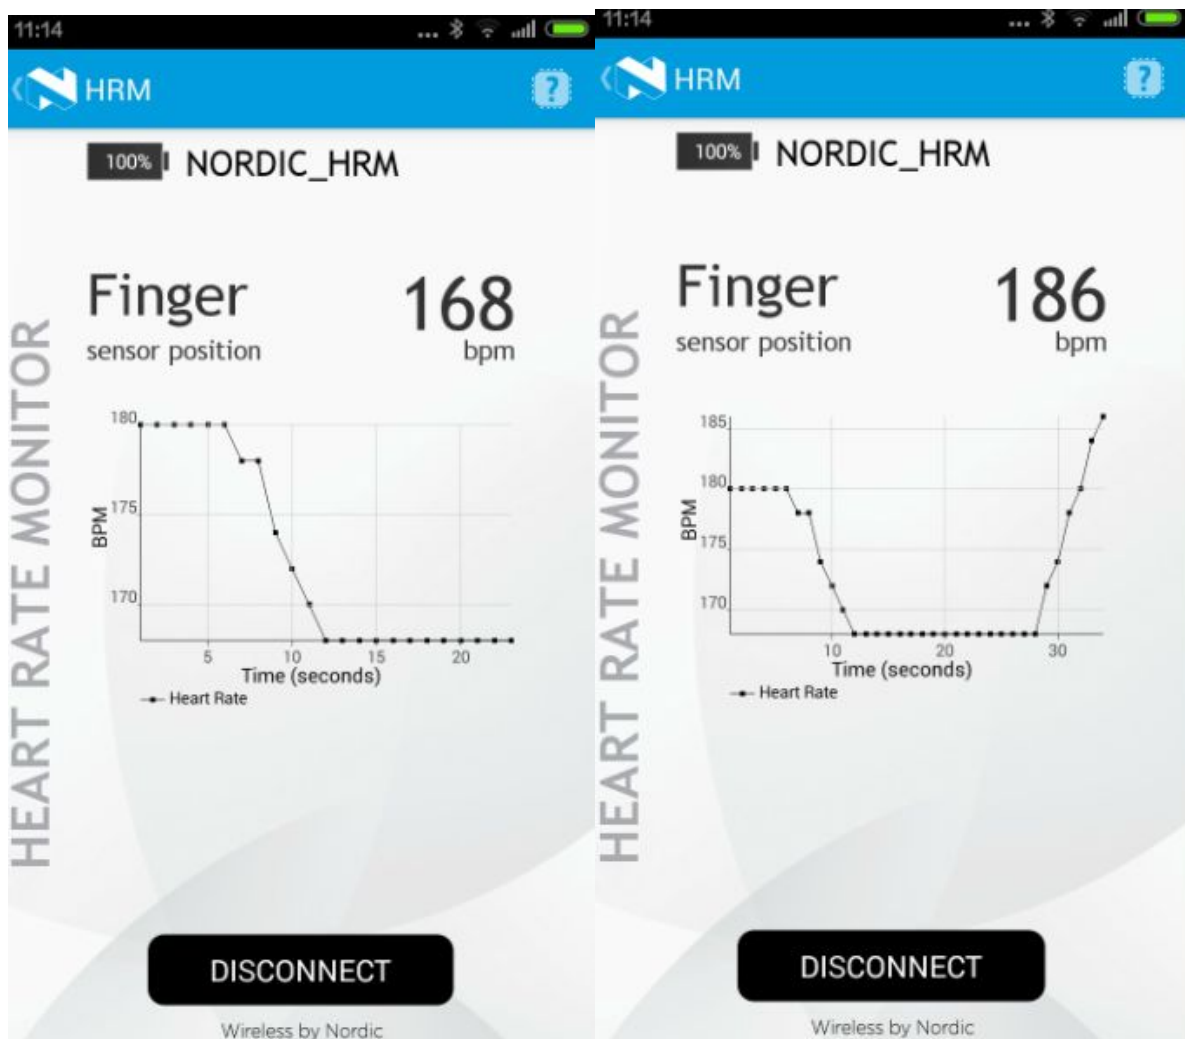 11:14
HRM
?
100% NORDIC_HRM
Finger 168
sensor position bpm
HEART RATE MONITOR
BPM
180
175
170
5 10 15 20
Time (seconds)
Heart Rate
DISCONNECT
Wireless by Nordic
11:14
HRM
?
100% NORDIC_HRM
Finger 186
sensor position bpm
HEART RATE MONITOR
BPM
185
180
175
170
10 20 30
Time (seconds)
Heart Rate
DISCONNECT
Wireless by Nordic